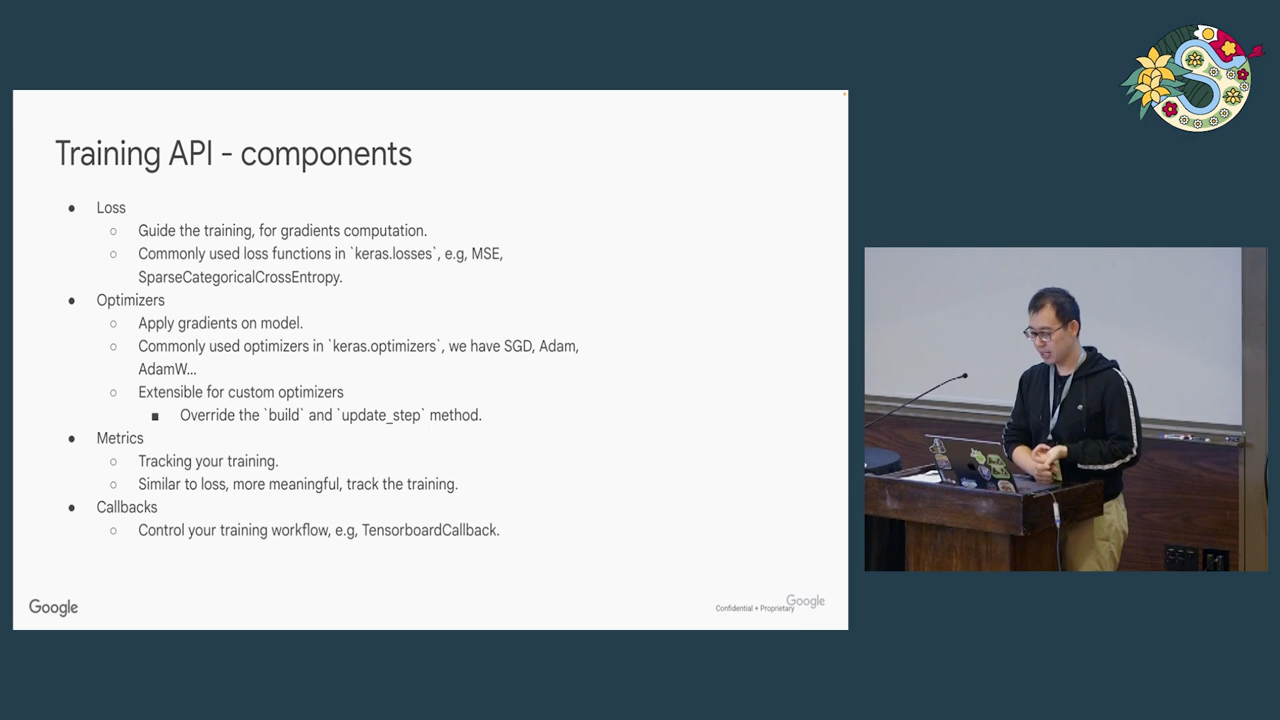 Training API - components
● Loss
○ Guide the training, for gradients computation.
○ Commonly used loss functions in `keras.losses`, e.g, MSE,
SparseCategoricalCrossEntropy.
● Optimizers
○ Apply gradients on model.
○ Commonly used optimizers in `keras.optimizers`, we have SGD, Adam,
AdamW...
○ Extensible for custom optimizers
■ Override the `build` and `update_step` method.
● Metrics
○ Tracking your training.
○ Similar to loss, more meaningful, track the training.
● Callbacks
○ Control your training workflow, e.g, TensorboardCallback.
Google
Confidential + Proprietary
Google